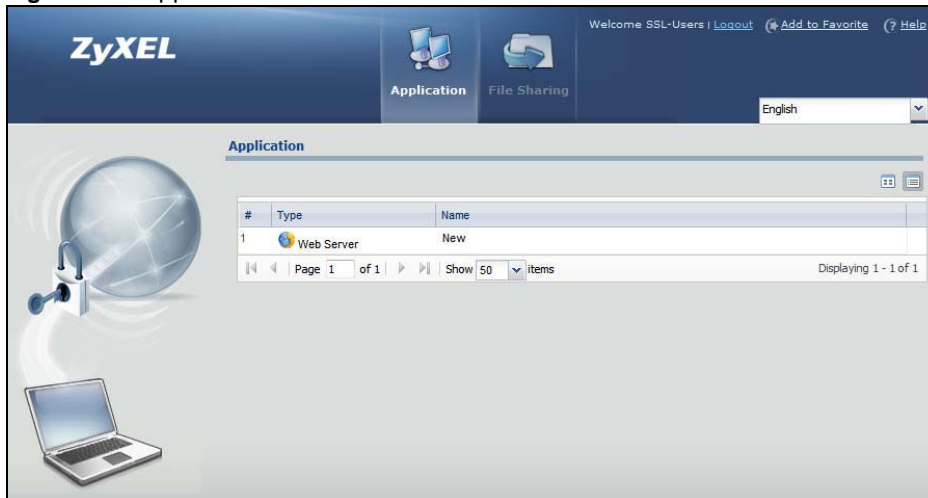 Welcome SSL-Users | Logout Add to Favorite ? Help
ZyXEL
Application File Sharing
English
Application
# Type Name
1 Web Server New
Page 1 of 1 Show 50 items Displaying 1 - 1 of 1